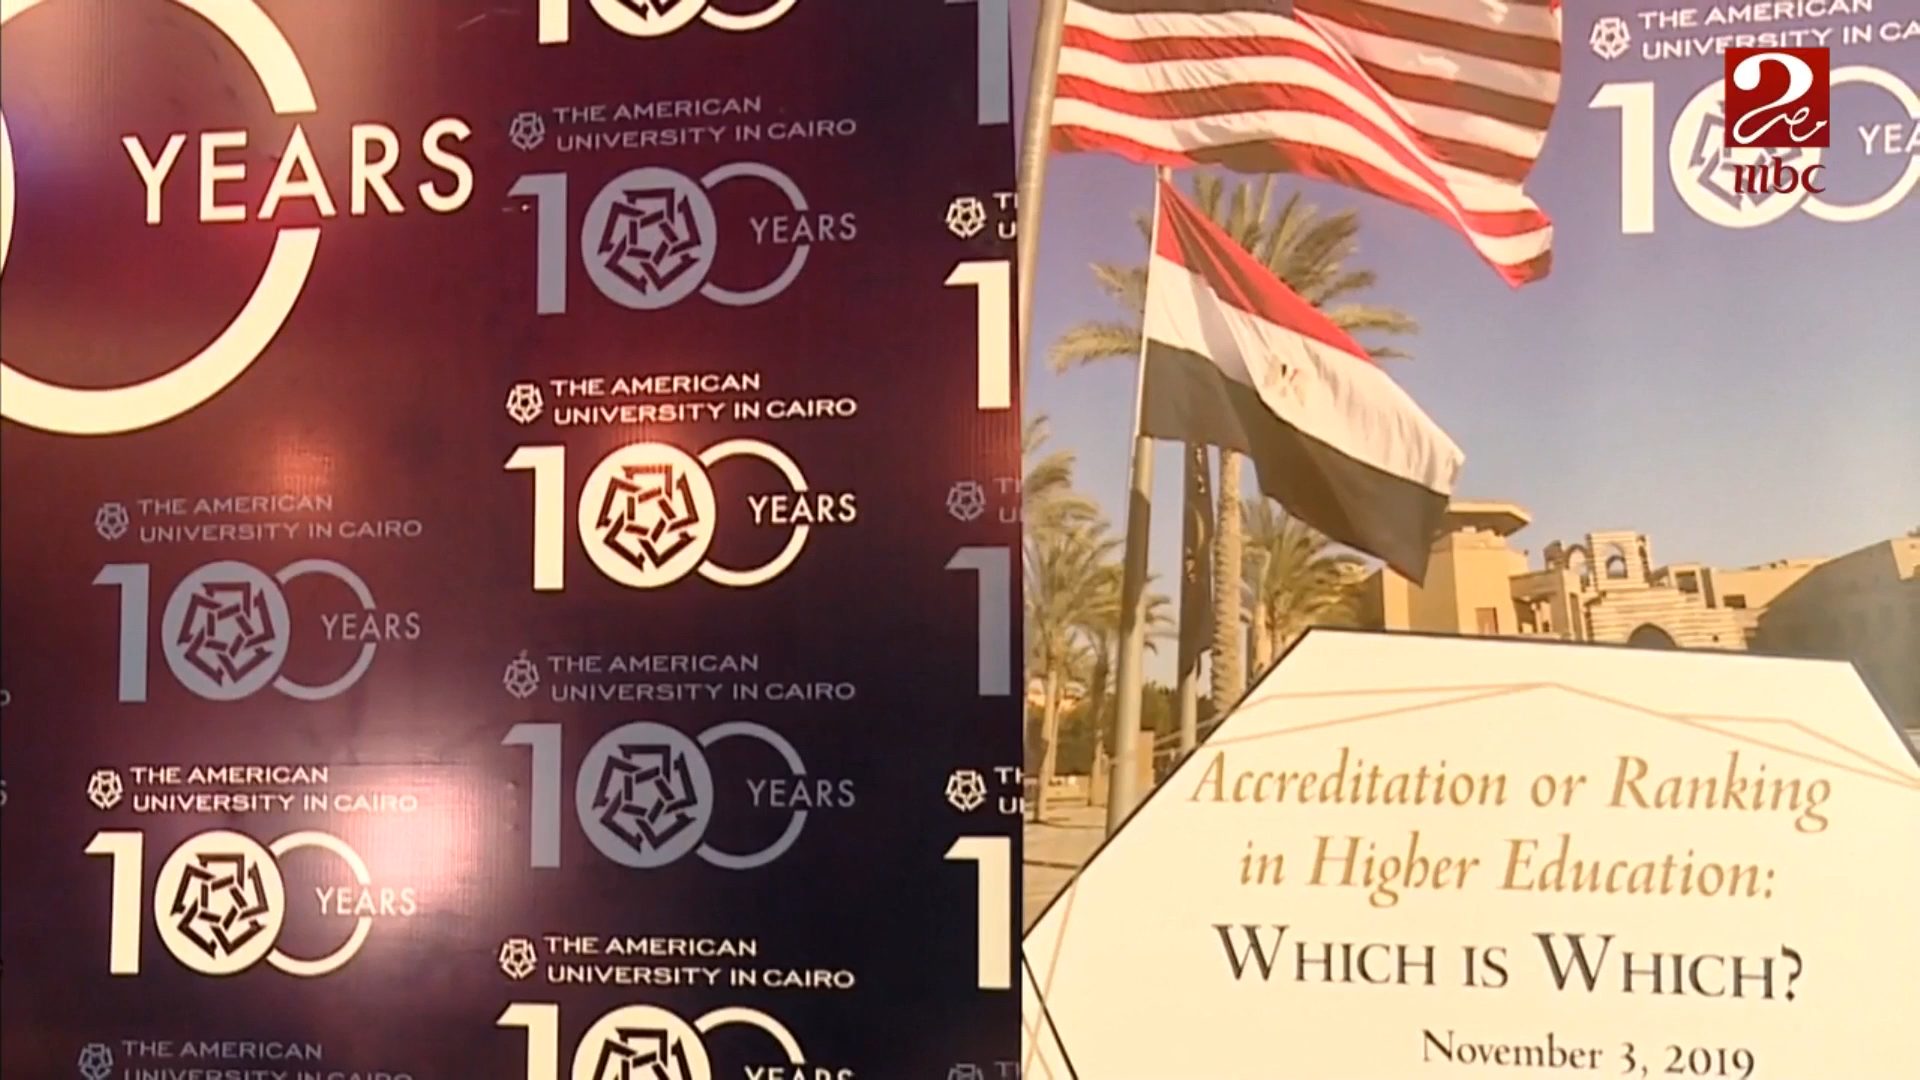 YEARS
100
THE AMERICAN
UNIVERSITY IN CAIRO
100 YEARS
THE AMERICAN
UNIVERSITY IN CAIRO
100 YEARS
THE AMERICAN
UNIVERSITY IN CAIRO
100 YEARS
THE AMERICAN
UNIVERSITY IN CAIRO
100
YEARS
THE AMERICAN
UNIVERSITY IN CAIRO
100 YEARS
THE AMERICAN
UNIVERSITY IN CAIRO
100 YEARS
THE AMERICAN
UNIVERSITY IN CAIRO
THE AMERICAN
UNIVERSITY IN CA
100 YEA
mbc
Accreditation or Ranking
in Higher Education:
WHICH IS WHICH?
November 3, 2019